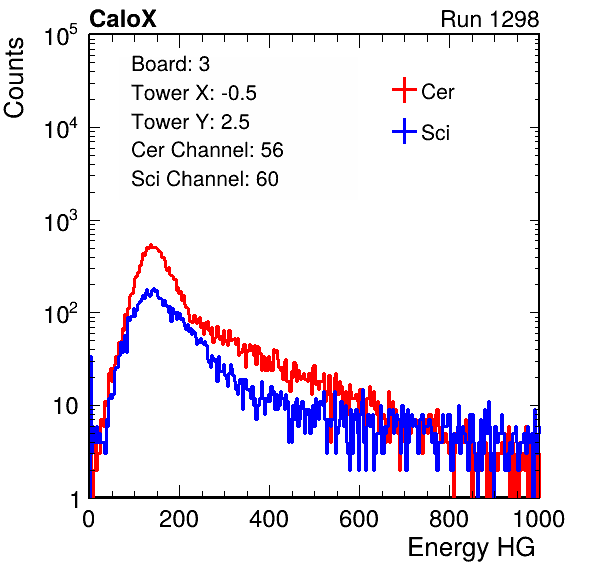 CaloX Run 1298
Counts
Board: 3
Tower X: -0.5
Tower Y: 2.5
Cer Channel: 56
Sci Channel: 60
Cer
Sci
10^5
10^4
10^3
10^2
10
1
0 200 400 600 800 1000
Energy HG